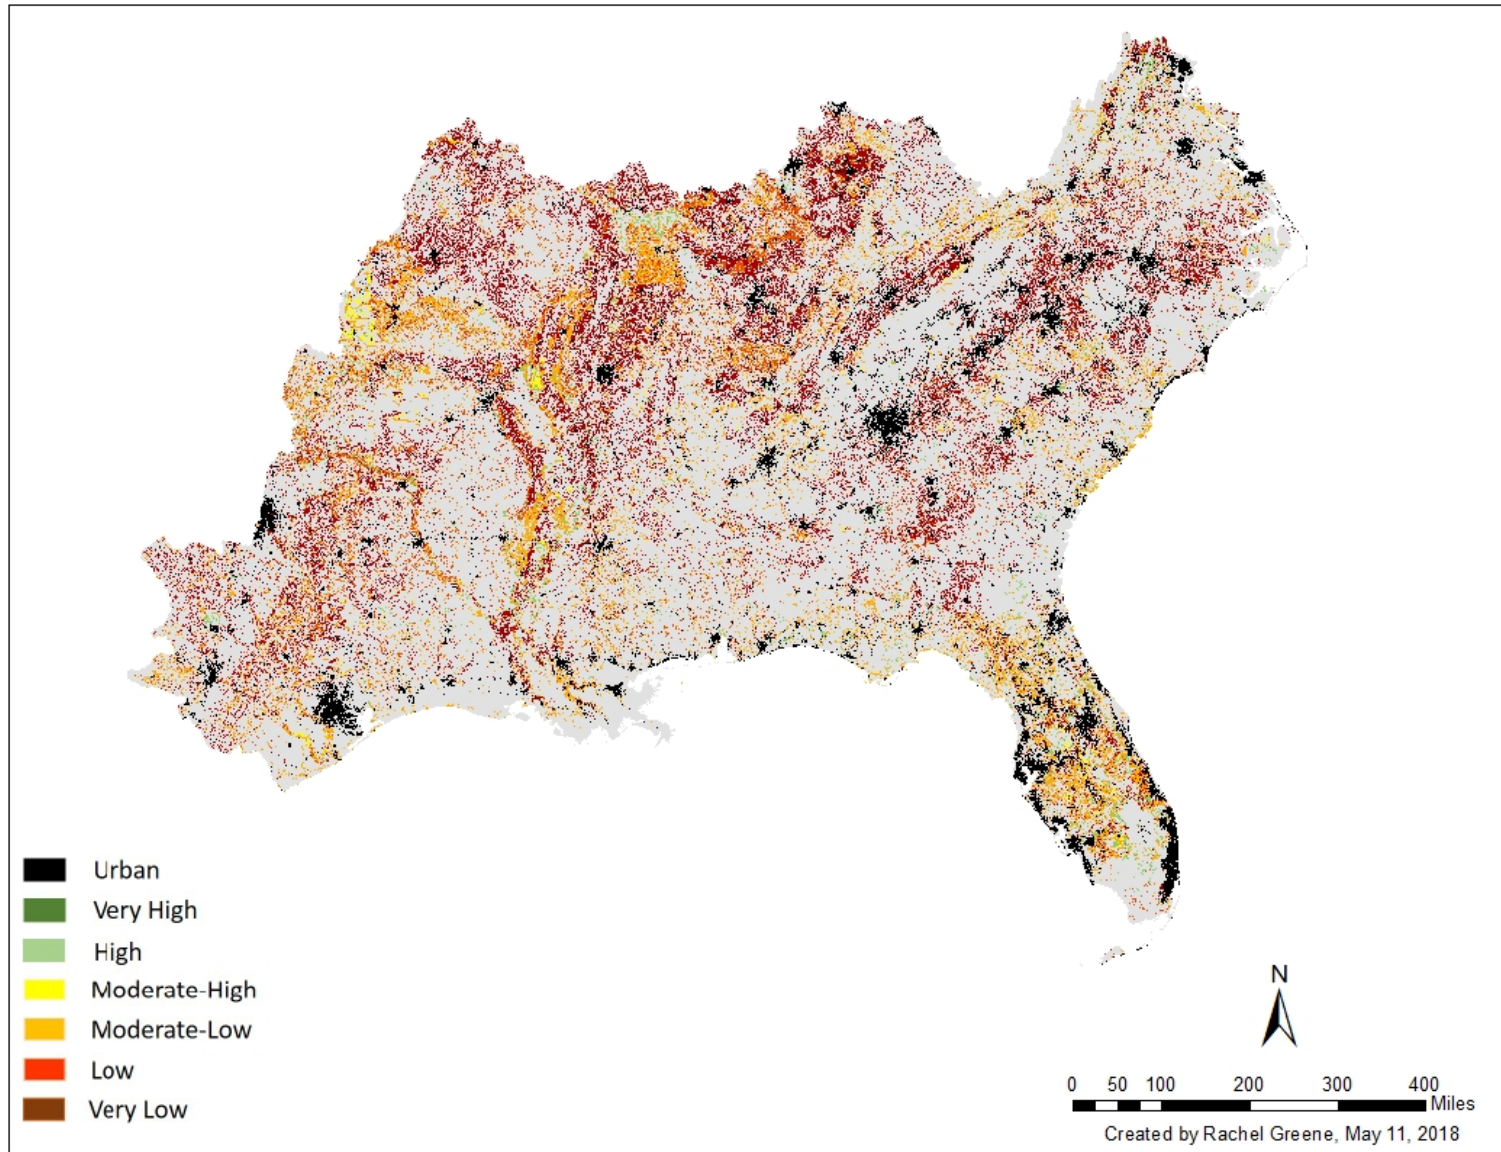 Urban
Very High
High
Moderate-High
Moderate-Low
Low
Very Low
N
0 50 100 200 300 400
Miles
Created by Rachel Greene, May 11, 2018